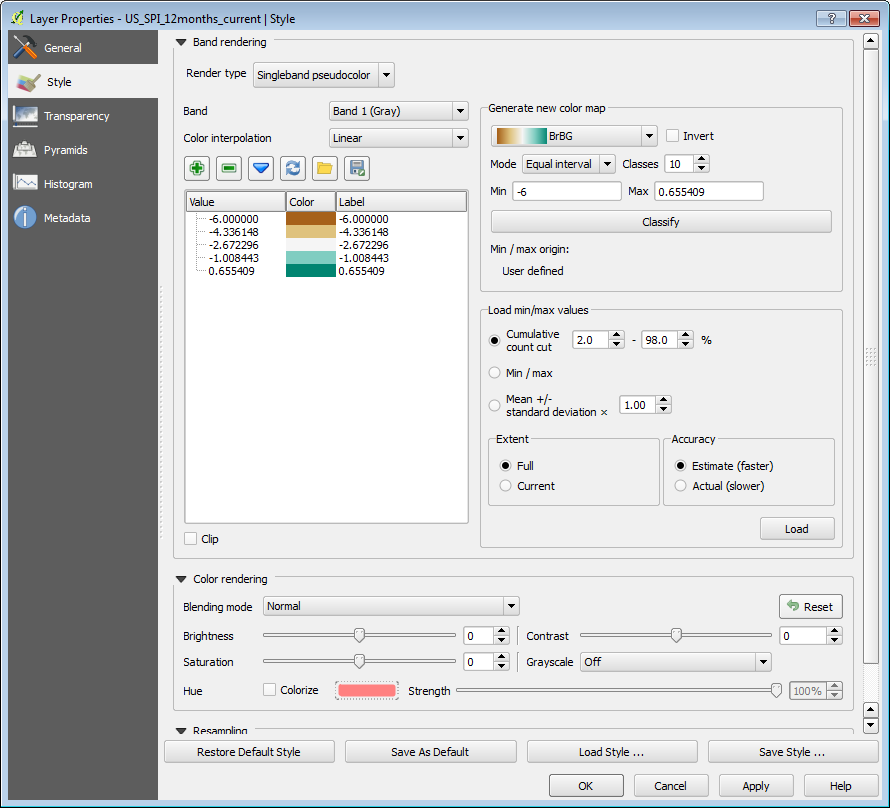 Layer Properties - US_SPI_12months_current | Style
General
Style
Transparency
Pyramids
Histogram
Metadata
Band rendering
Render type Singleband pseudocolor
Band Band 1 (Gray)
Color interpolation Linear
Value Color Label
-6.000000 -6.000000
-4.336148 -4.336148
-2.672296 -2.672296
-1.008443 -1.008443
0.655409 0.655409
Clip
Generate new color map
BrBG Invert
Mode Equal interval Classes 10
Min -6 Max 0.655409
Classify
Min / max origin:
User defined
Load min/max values
Cumulative
count cut 2.0 - 98.0 %
Min / max
Mean +/-
standard deviation × 1.00
Extent
Full
Current
Accuracy
Estimate (faster)
Actual (slower)
Load
Color rendering
Blending mode Normal Reset
Brightness 0 Contrast 0
Saturation 0 Grayscale Off
Hue Colorize Strength 100%
Resampling
Restore Default Style Save As Default Load Style ... Save Style ...
OK Cancel Apply Help